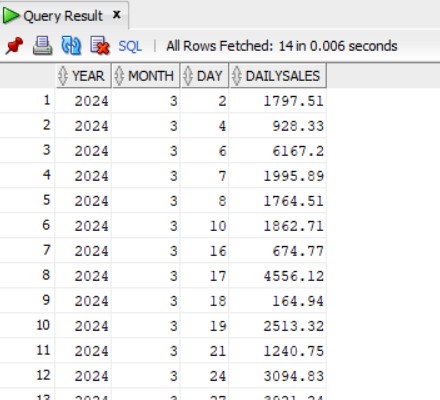 Query Result x
SQL | All Rows Fetched: 14 in 0.006 seconds
YEAR MONTH DAY DAILYSALES
1 2024 3 2 1797.51
2 2024 3 4 928.33
3 2024 3 6 6167.2
4 2024 3 7 1995.89
5 2024 3 8 1764.51
6 2024 3 10 1862.71
7 2024 3 16 674.77
8 2024 3 17 4556.12
9 2024 3 18 164.94
10 2024 3 19 2513.32
11 2024 3 21 1240.75
12 2024 3 24 3094.83
13 2024 3 27